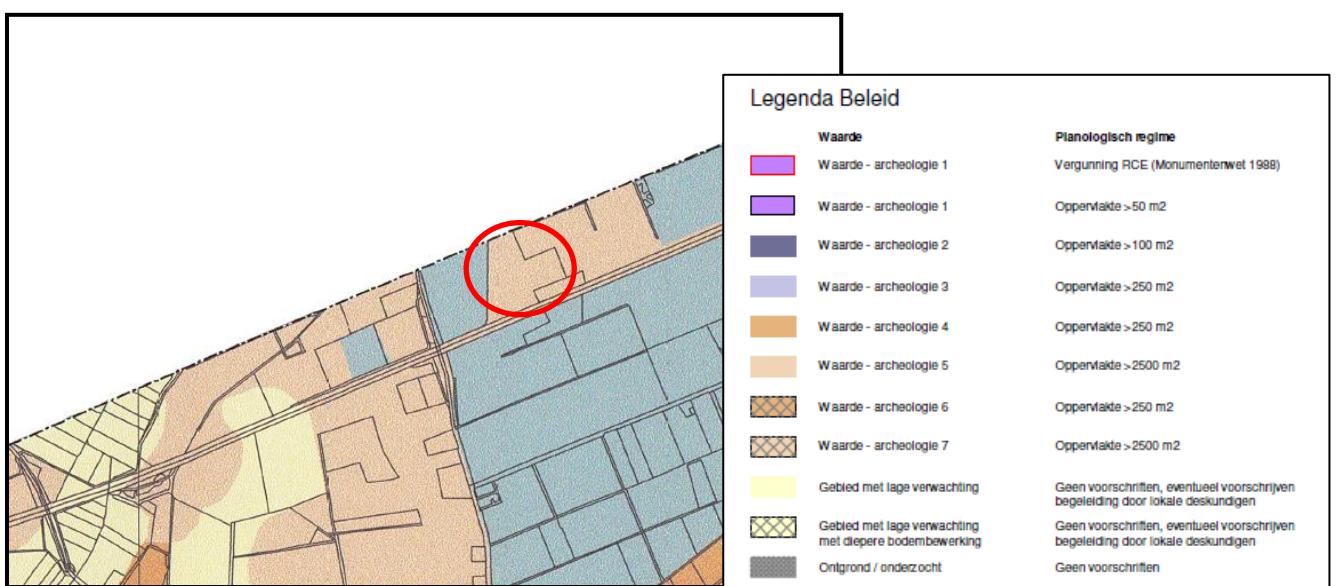 Legenda Beleid
Waarde Planologisch regime
Waarde - archeologie 1 Vergunning RCE (Monumentenwet 1988)
Waarde - archeologie 1 Oppervlakte >50 m2
Waarde - archeologie 2 Oppervlakte >100 m2
Waarde - archeologie 3 Oppervlakte >250 m2
Waarde - archeologie 4 Oppervlakte >250 m2
Waarde - archeologie 5 Oppervlakte >2500 m2
Waarde - archeologie 6 Oppervlakte >250 m2
Waarde - archeologie 7 Oppervlakte >2500 m2
Gebied met lage verwachting Geen voorschriften, eventueel voorschrijven
begeleiding door lokale deskundigen
Gebied met lage verwachting Geen voorschriften, eventueel voorschrijven
met diepere bodembewerking begeleiding door lokale deskundigen
Ontgrond / onderzocht Geen voorschriften